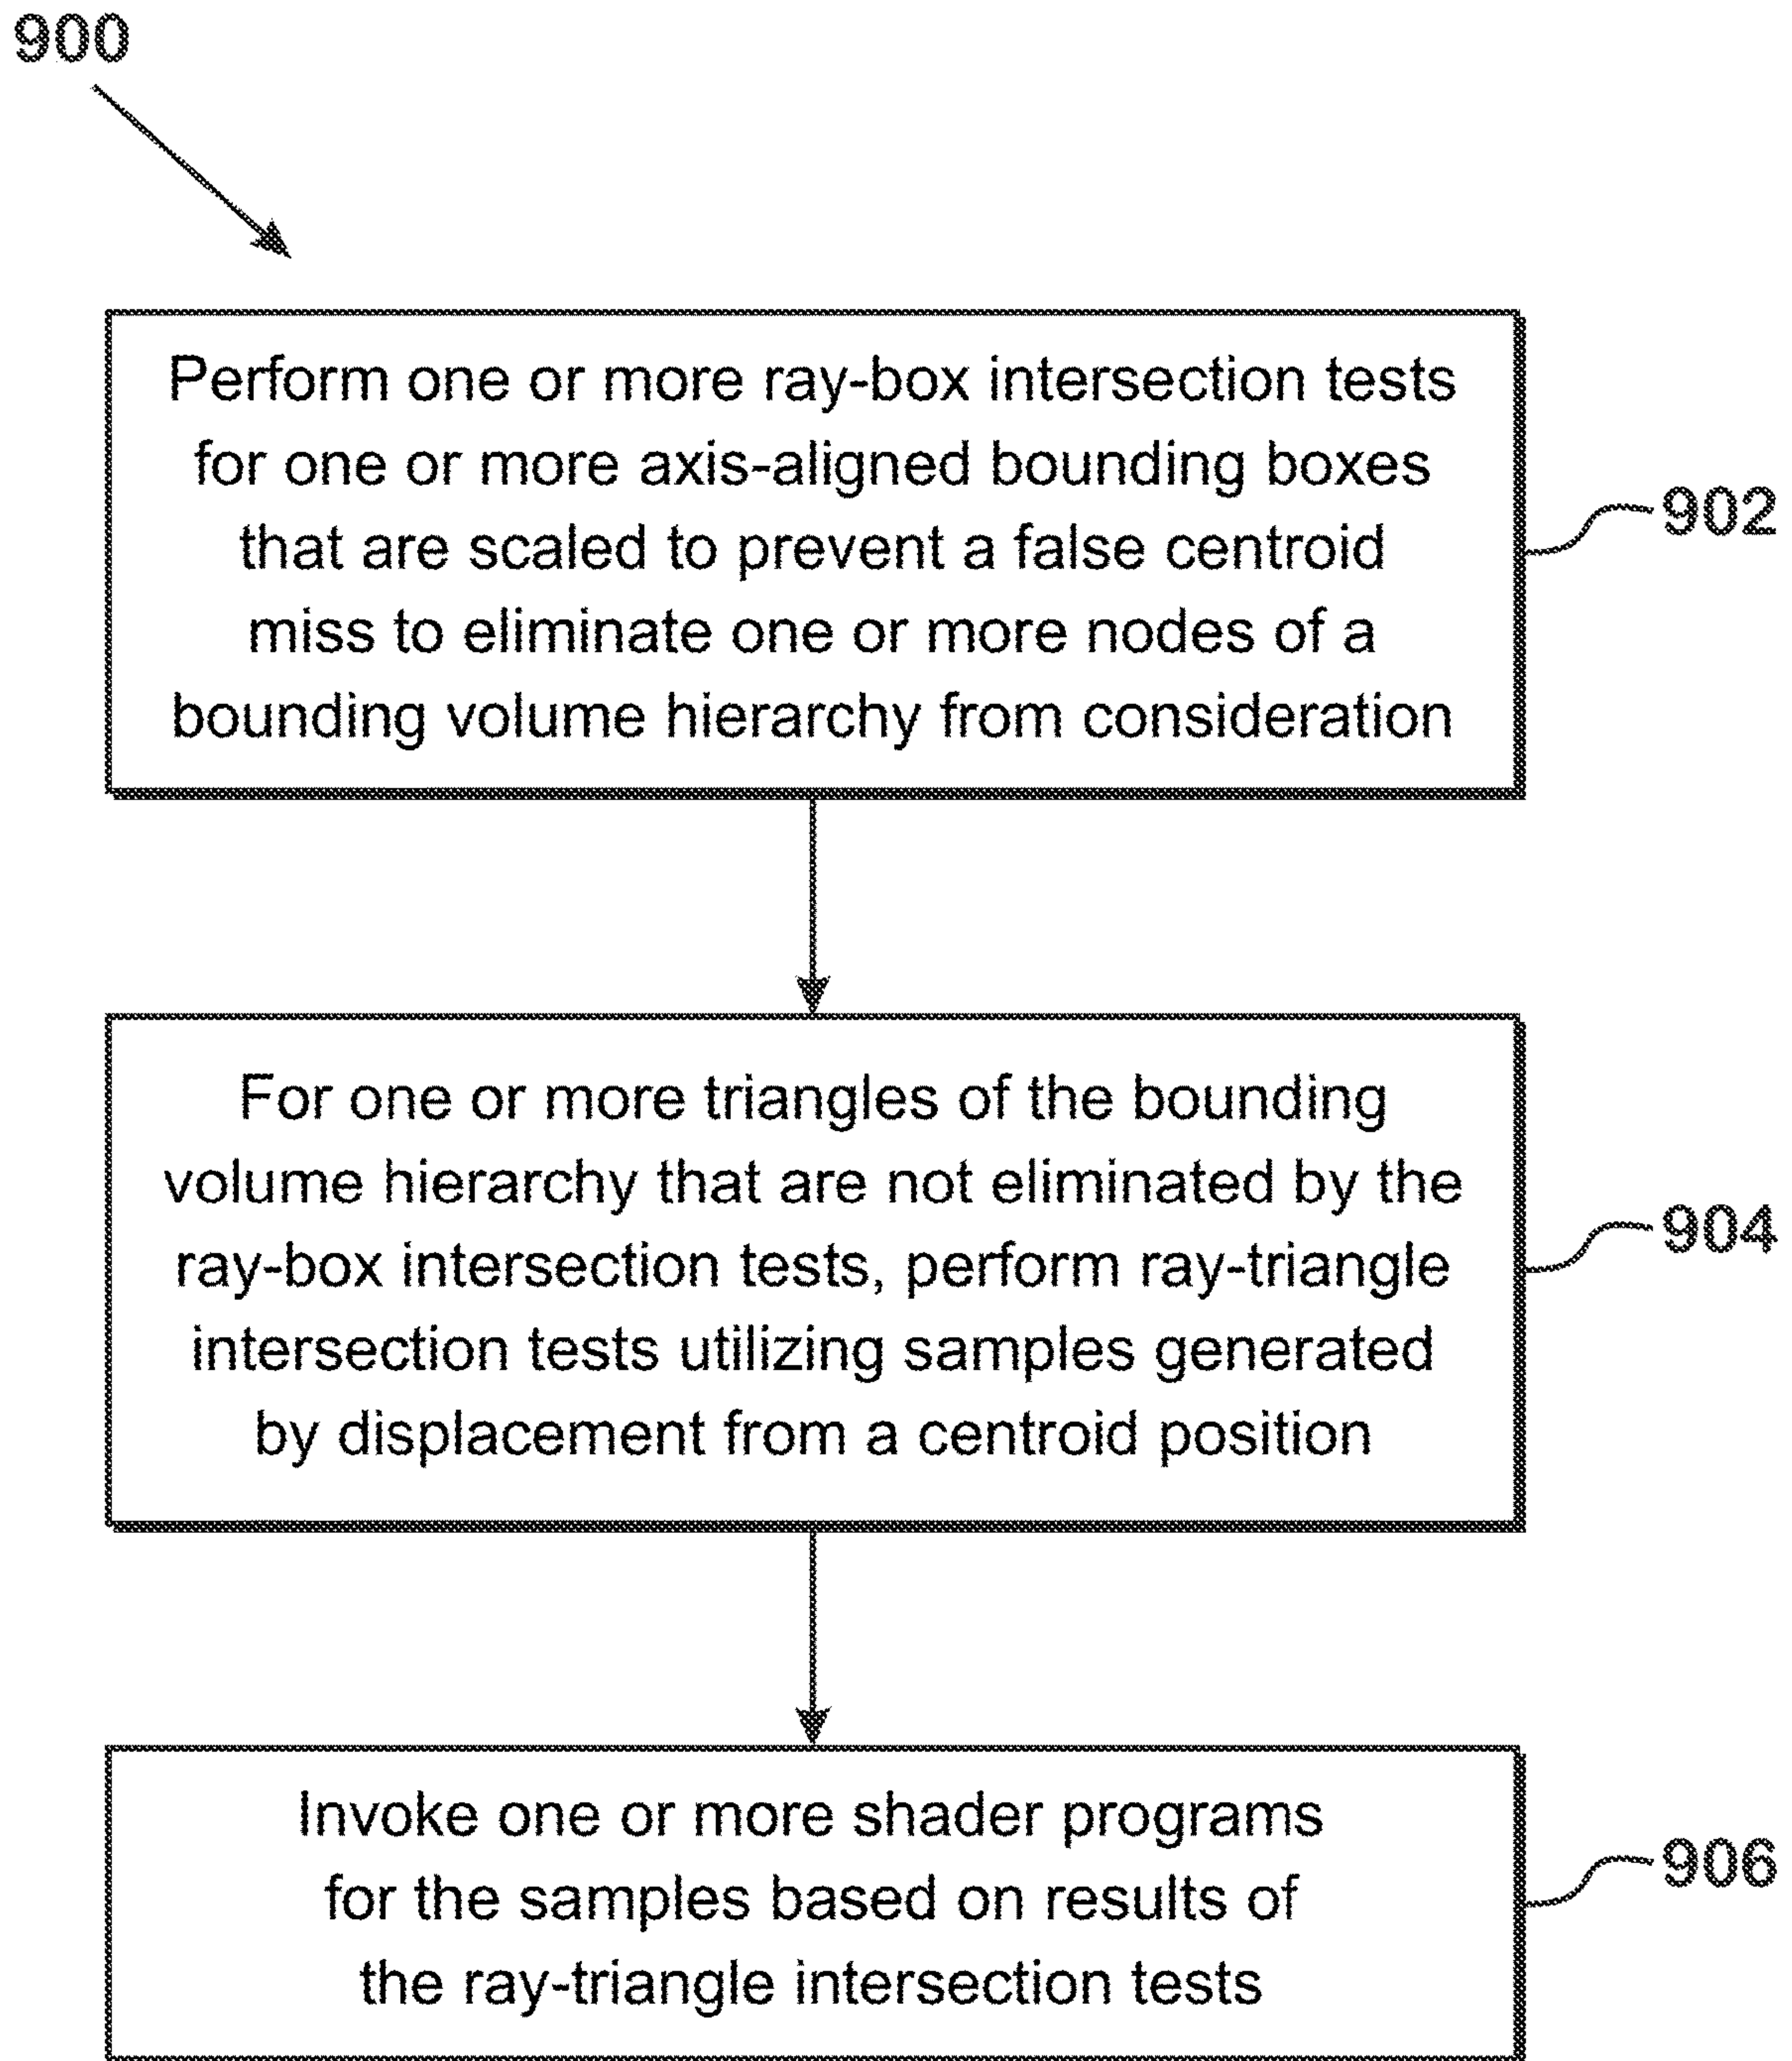 900
Perform one or more ray-box intersection tests
for one or more axis-aligned bounding boxes
that are scaled to prevent a false centroid
miss to eliminate one or more nodes of a
bounding volume hierarchy from consideration
902
For one or more triangles of the bounding
volume hierarchy that are not eliminated by the
ray-box intersection tests, perform ray-triangle
intersection tests utilizing samples generated
by displacement from a centroid position
904
Invoke one or more shader programs
for the samples based on results of
the ray-triangle intersection tests
906